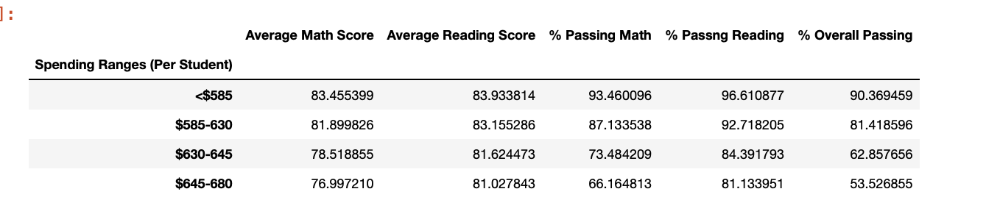 ]:
Average Math Score Average Reading Score % Passing Math % Passng Reading % Overall Passing
Spending Ranges (Per Student)
<$585 83.455399 83.933814 93.460096 96.610877 90.369459
$585-630 81.899826 83.155286 87.133538 92.718205 81.418596
$630-645 78.518855 81.624473 73.484209 84.391793 62.857656
$645-680 76.997210 81.027843 66.164813 81.133951 53.526855